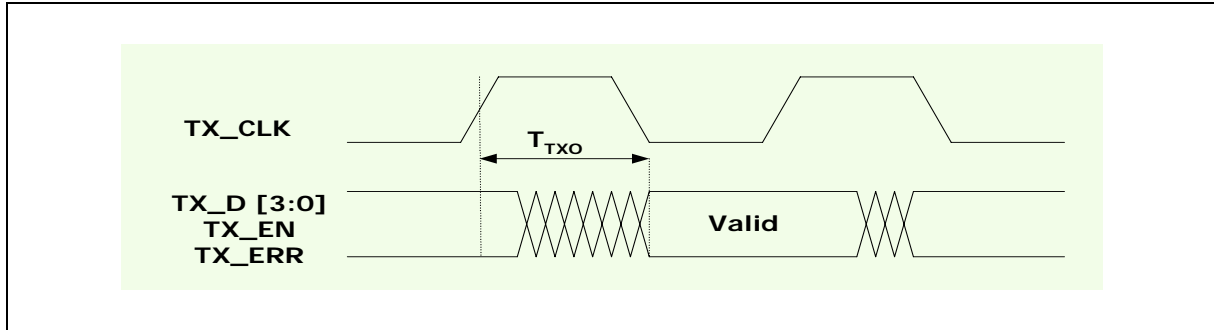 TX_CLK
T_TXO
TX_D [3:0]
TX_EN
TX_ERR
Valid